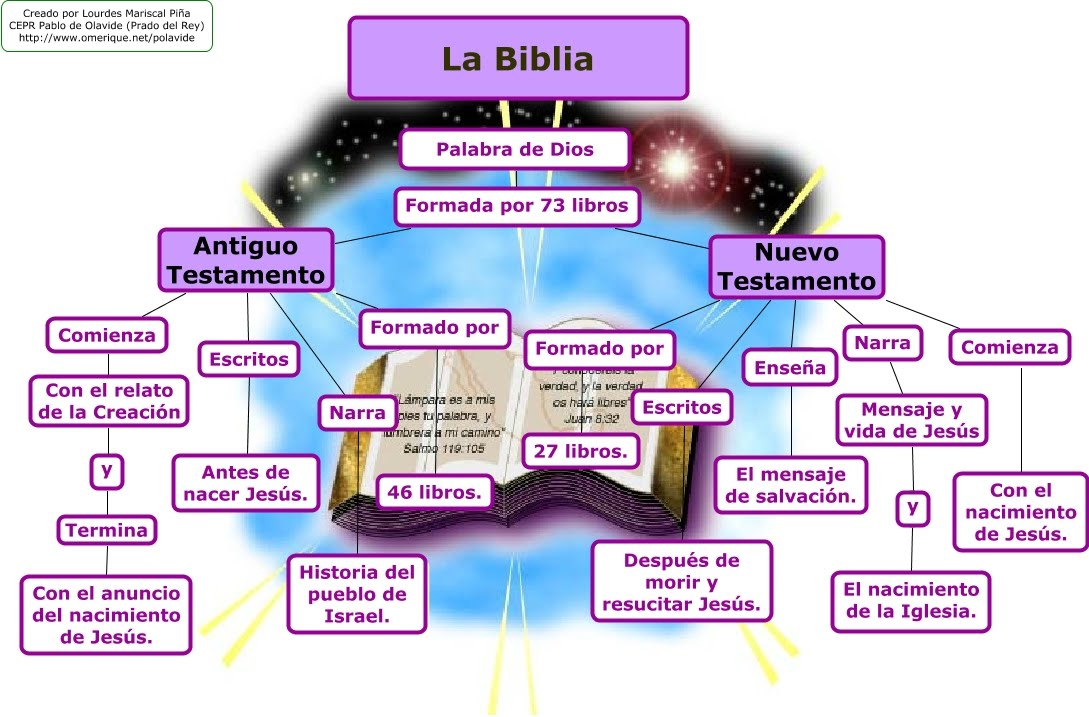 Creado por Lourdes Mariscal Piña
CEPR Pablo de Olavide (Prado del Rey)
http://www.omerique.net/polavide
La Biblia
Palabra de Dios
Formada por 73 libros
Antiguo
Testamento
Comienza
Con el relato
de la Creación
y
Termina
Con el anuncio
del nacimiento
de Jesús.
Escritos
Antes de
nacer Jesús.
Narra
Historia del
pueblo de
Israel.
Formado por
46 libros.
"Lámpara es a mis
pies tu palabra, y
lumbrera a mi camino"
Salmo 119:105
Nuevo
Testamento
Formado por
27 libros.
verdad, y la verdad
os hará libres"
Juan 8:32
Escritos
Después de
morir y
resucitar Jesús.
Enseña
El mensaje
de salvación.
Narra
Mensaje y
vida de Jesús
y
El nacimiento
de la Iglesia.
Comienza
Con el
nacimiento
de Jesús.